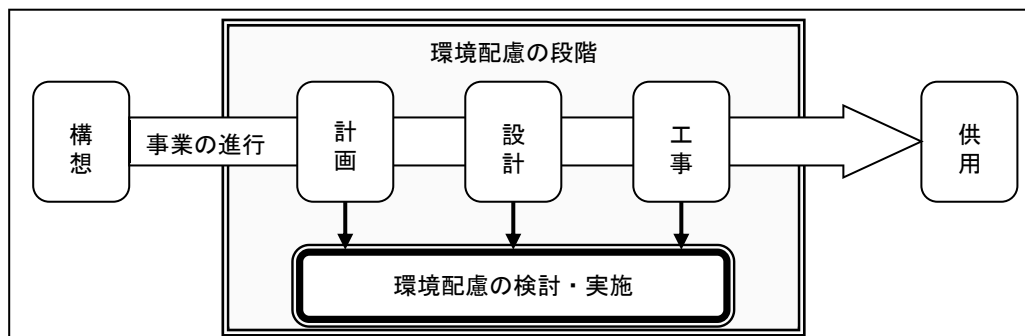 環境配慮の段階
構想
事業の進行
計画
設計
工事
供用
環境配慮の検討・実施